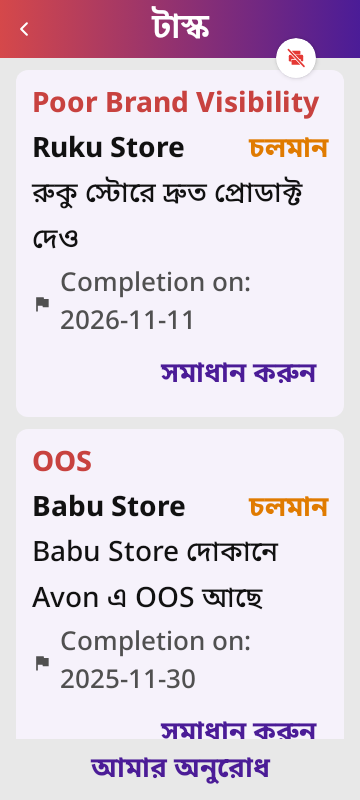 টাস্ক
Poor Brand Visibility
Ruku Store চলমান
রুকু স্টোরে দ্রুত প্রোডাক্ট
দেও
Completion on:
2026-11-11
সমাধান করুন
OOS
Babu Store চলমান
Babu Store দোকানে
Avon এ OOS আছে
Completion on:
2025-11-30
সমাধান করুন
আমার অনুরোধ